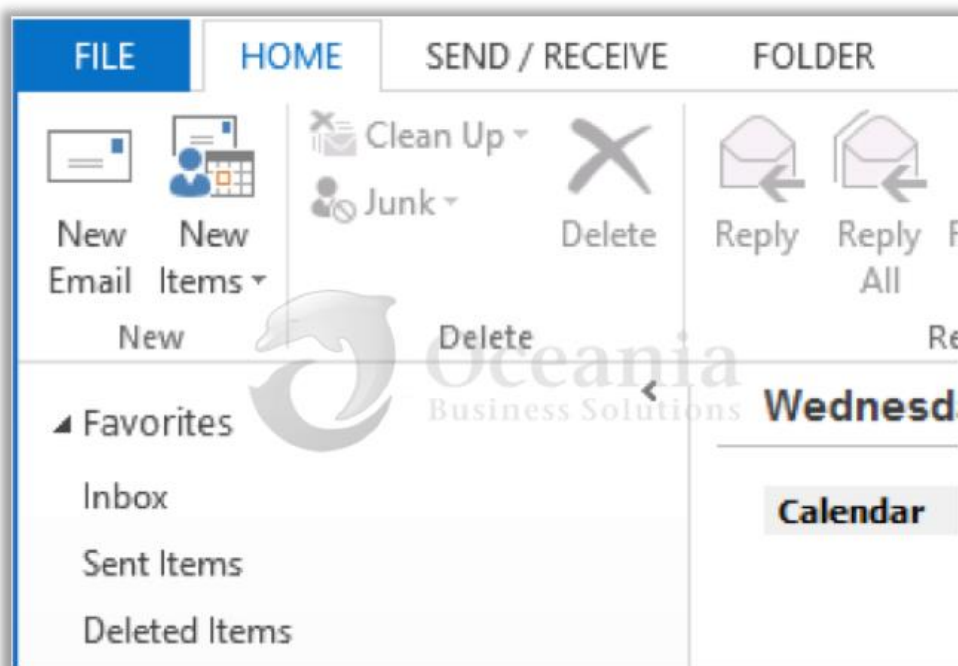 FILE HOME SEND / RECEIVE FOLDER
New Email
New Items
Clean Up
Junk
Delete
Reply
Reply All
New
Delete
Oceania
Business Solutions
Favorites
Inbox
Sent Items
Deleted Items
Calendar